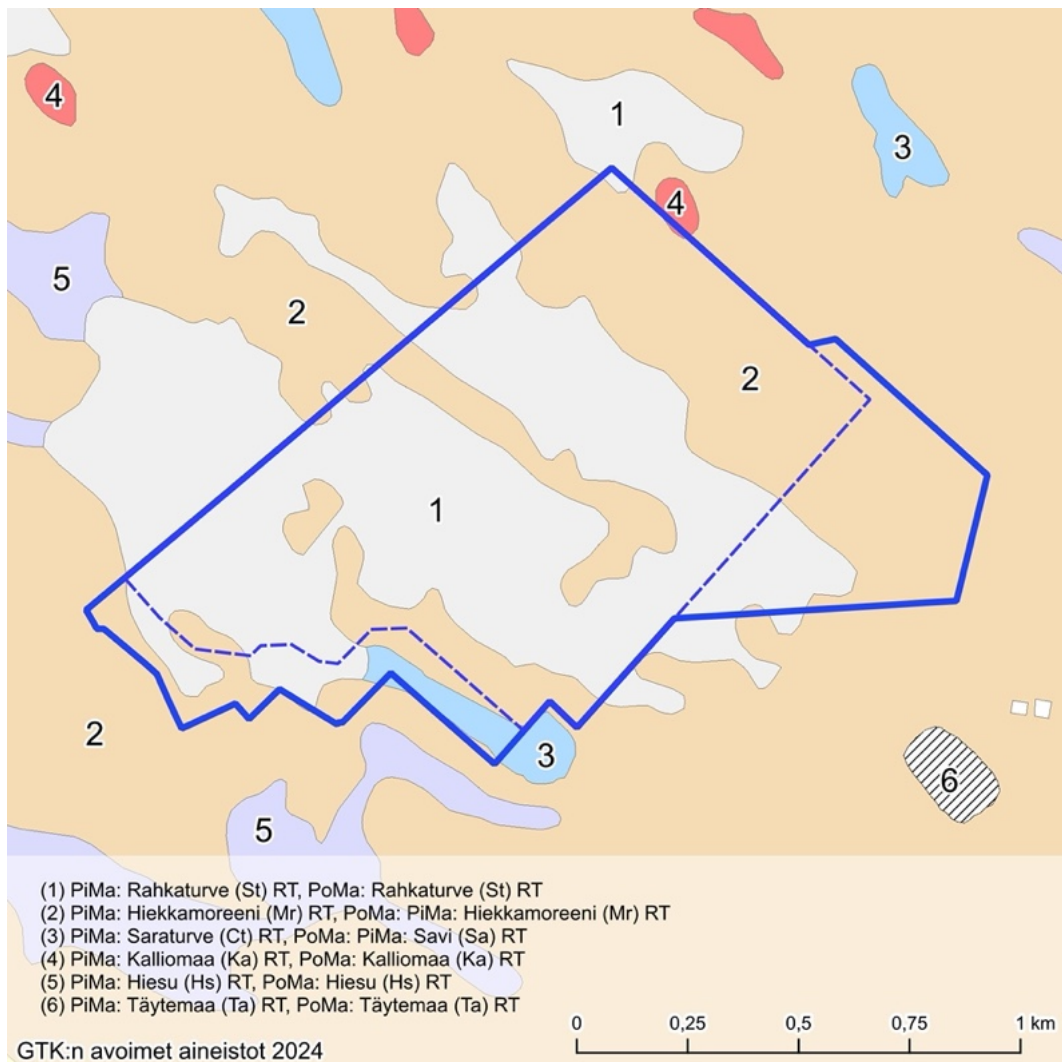 4
1
3
4
5
2
2
1
2
3
6
5
(1) PiMa: Rahkaturve (St) RT, PoMa: Rahkaturve (St) RT
(2) PiMa: Hiekkamoreeni (Mr) RT, PoMa: PiMa: Hiekkamoreeni (Mr) RT
(3) PiMa: Saraturve (Ct) RT, PoMa: PiMa: Savi (Sa) RT
(4) PiMa: Kalliomaa (Ka) RT, PoMa: Kalliomaa (Ka) RT
(5) PiMa: Hiesu (Hs) RT, PoMa: Hiesu (Hs) RT
(6) PiMa: Täytemaa (Ta) RT, PoMa: Täytemaa (Ta) RT
0 0,25 0,5 0,75 1 km
GTK:n avoimet aineistot 2024